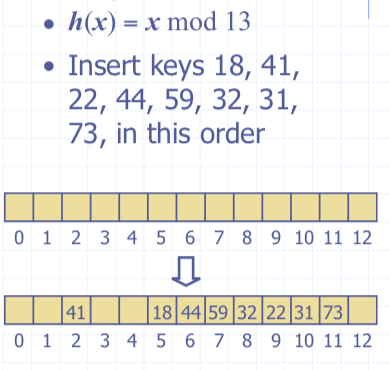 • h(x) = x mod 13
• Insert keys 18, 41,
22, 44, 59, 32, 31,
73, in this order
0 1 2 3 4 5 6 7 8 9 10 11 12
41 18 44 59 32 22 31 73
0 1 2 3 4 5 6 7 8 9 10 11 12